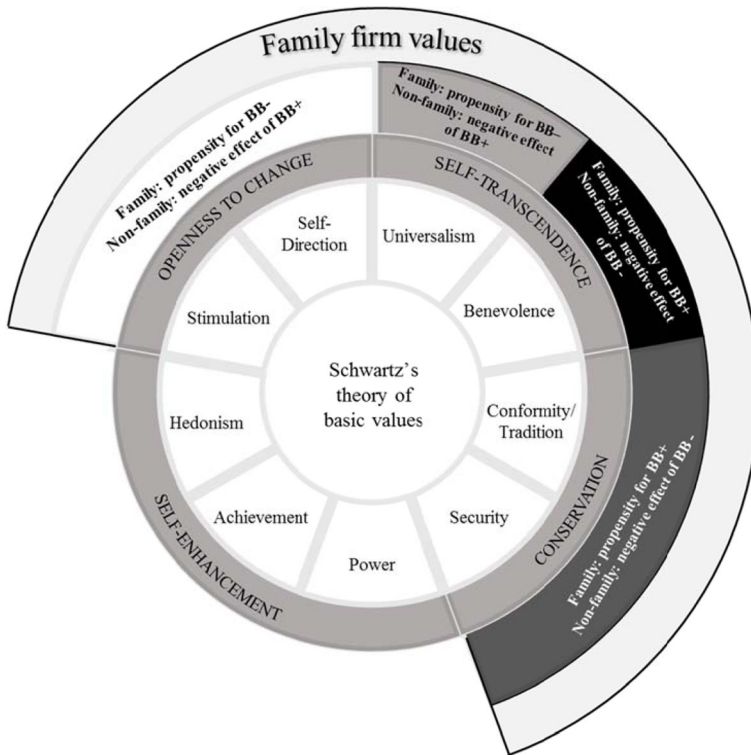 Family firm values
Family: propensity for BB-
Non-family: negative effect of BB+
Family: propensity for BB–
Non-family: negative effect
of BB+
Family: propensity for BB+
Non-family: negative effect
of BB-
Family: propensity for BB+
Non-family: negative effect of BB-
OPENNESS TO CHANGE
SELF-TRANSCENDENCE
CONSERVATION
SELF-ENHANCEMENT
Self-
Direction
Universalism
Benevolence
Conformity/
Tradition
Security
Power
Achievement
Hedonism
Stimulation
Schwartz’s
theory of
basic values